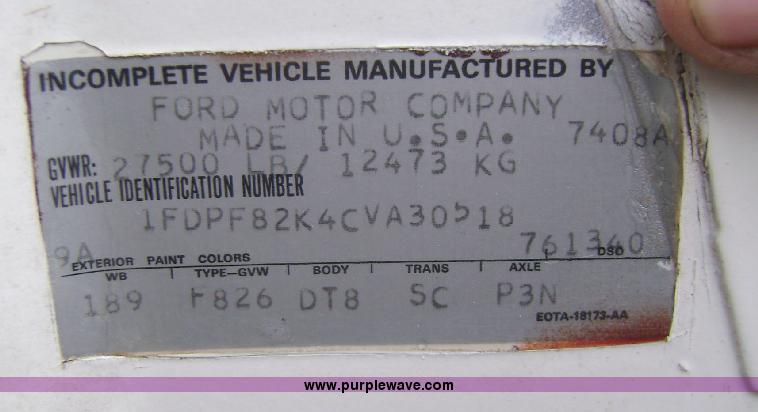 INCOMPLETE VEHICLE MANUFACTURED BY
FORD MOTOR COMPANY
MADE IN U.S.A. 7408A
GVWR: 27500 LB/ 12473 KG
VEHICLE IDENTIFICATION NUMBER
1FDPF82K4CVA30518
9A 761340
EXTERIOR PAINT COLORS DSO
WB TYPE-GVW BODY TRANS AXLE
189 F826 DT8 SC P3N
EOTA-18173-AA
www.purplewave.com